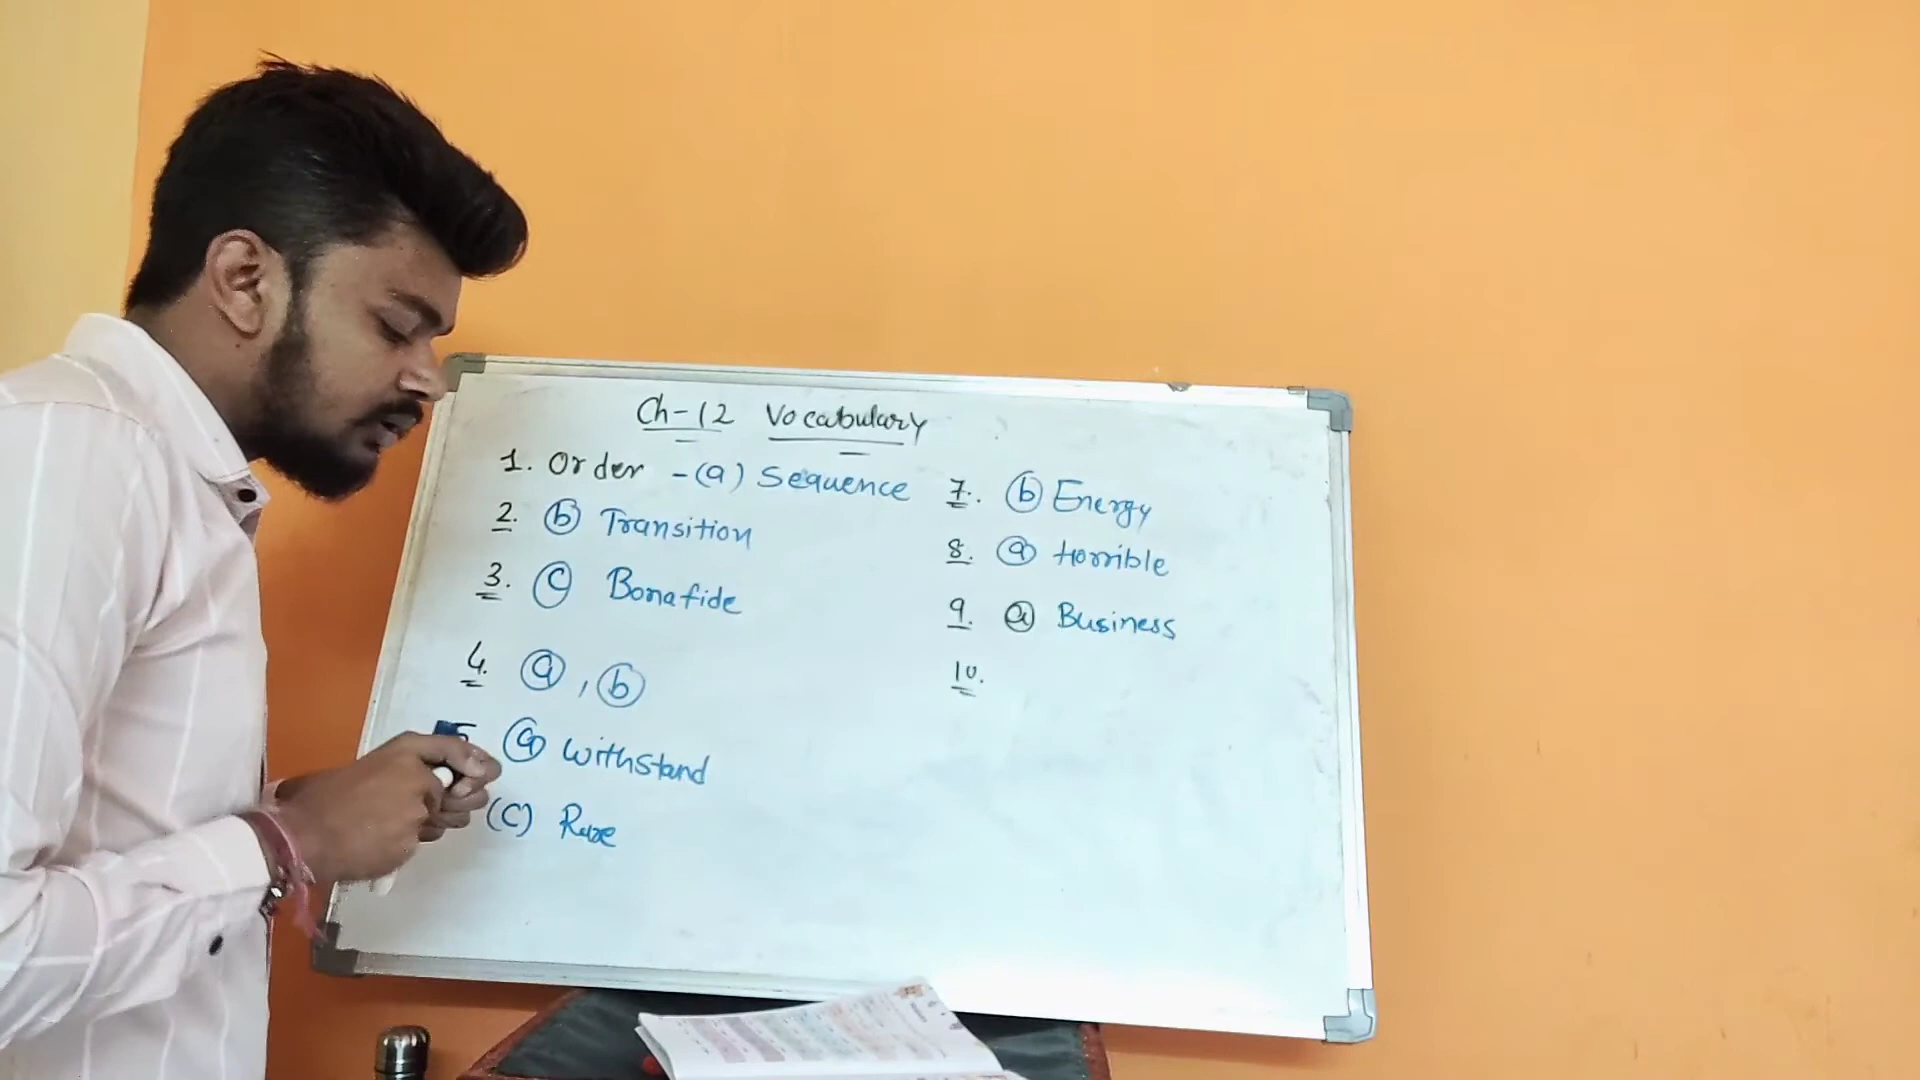 Ch-12 Vocabulary
1. Order - (a) Sequence
2. (b) Transition
3. (c) Bonafide
4. (a), (b)
5 (a) Withstand
(C)
7. (b) Energy
8. (a) Horrible
9. (a) Business
10.